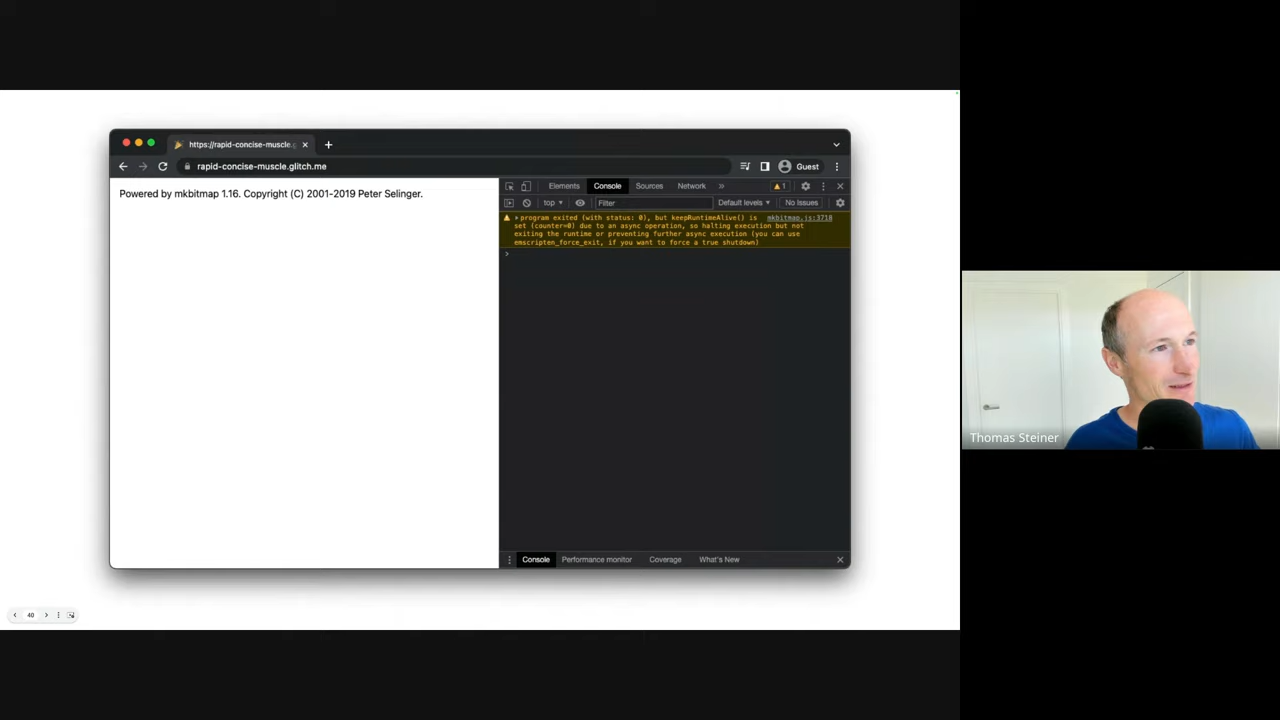 https://rapid-concise-muscle.g
rapid-concise-muscle.glitch.me
Guest
Powered by mkbitmap 1.16. Copyright (C) 2001-2019 Peter Selinger.
Elements Console Sources Network » 1
top Filter Default levels No Issues
program exited (with status: 0), but keepRuntimeAlive() is mkbitmap.js:3718
set (counter=0) due to an async operation, so halting execution but not
exiting the runtime or preventing further async execution (you can use
emscripten_force_exit, if you want to force a true shutdown)
Console Performance monitor Coverage What's New
40
Thomas Steiner